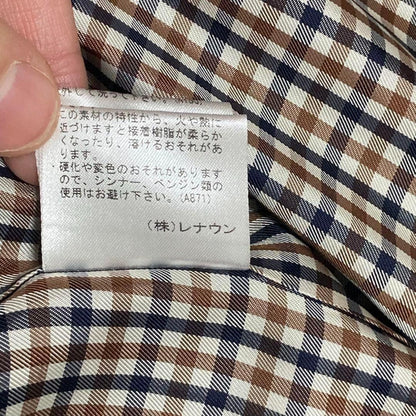 この素材の特性から、火や熱に
近づけますと接着樹脂が柔らか
くなったり、溶けるおそれがあ
ります。
・硬化や変色のおそれがあります
ので、シンナー、ベンジン類の
使用はお避け下さい。(A871)
(株)レナウン